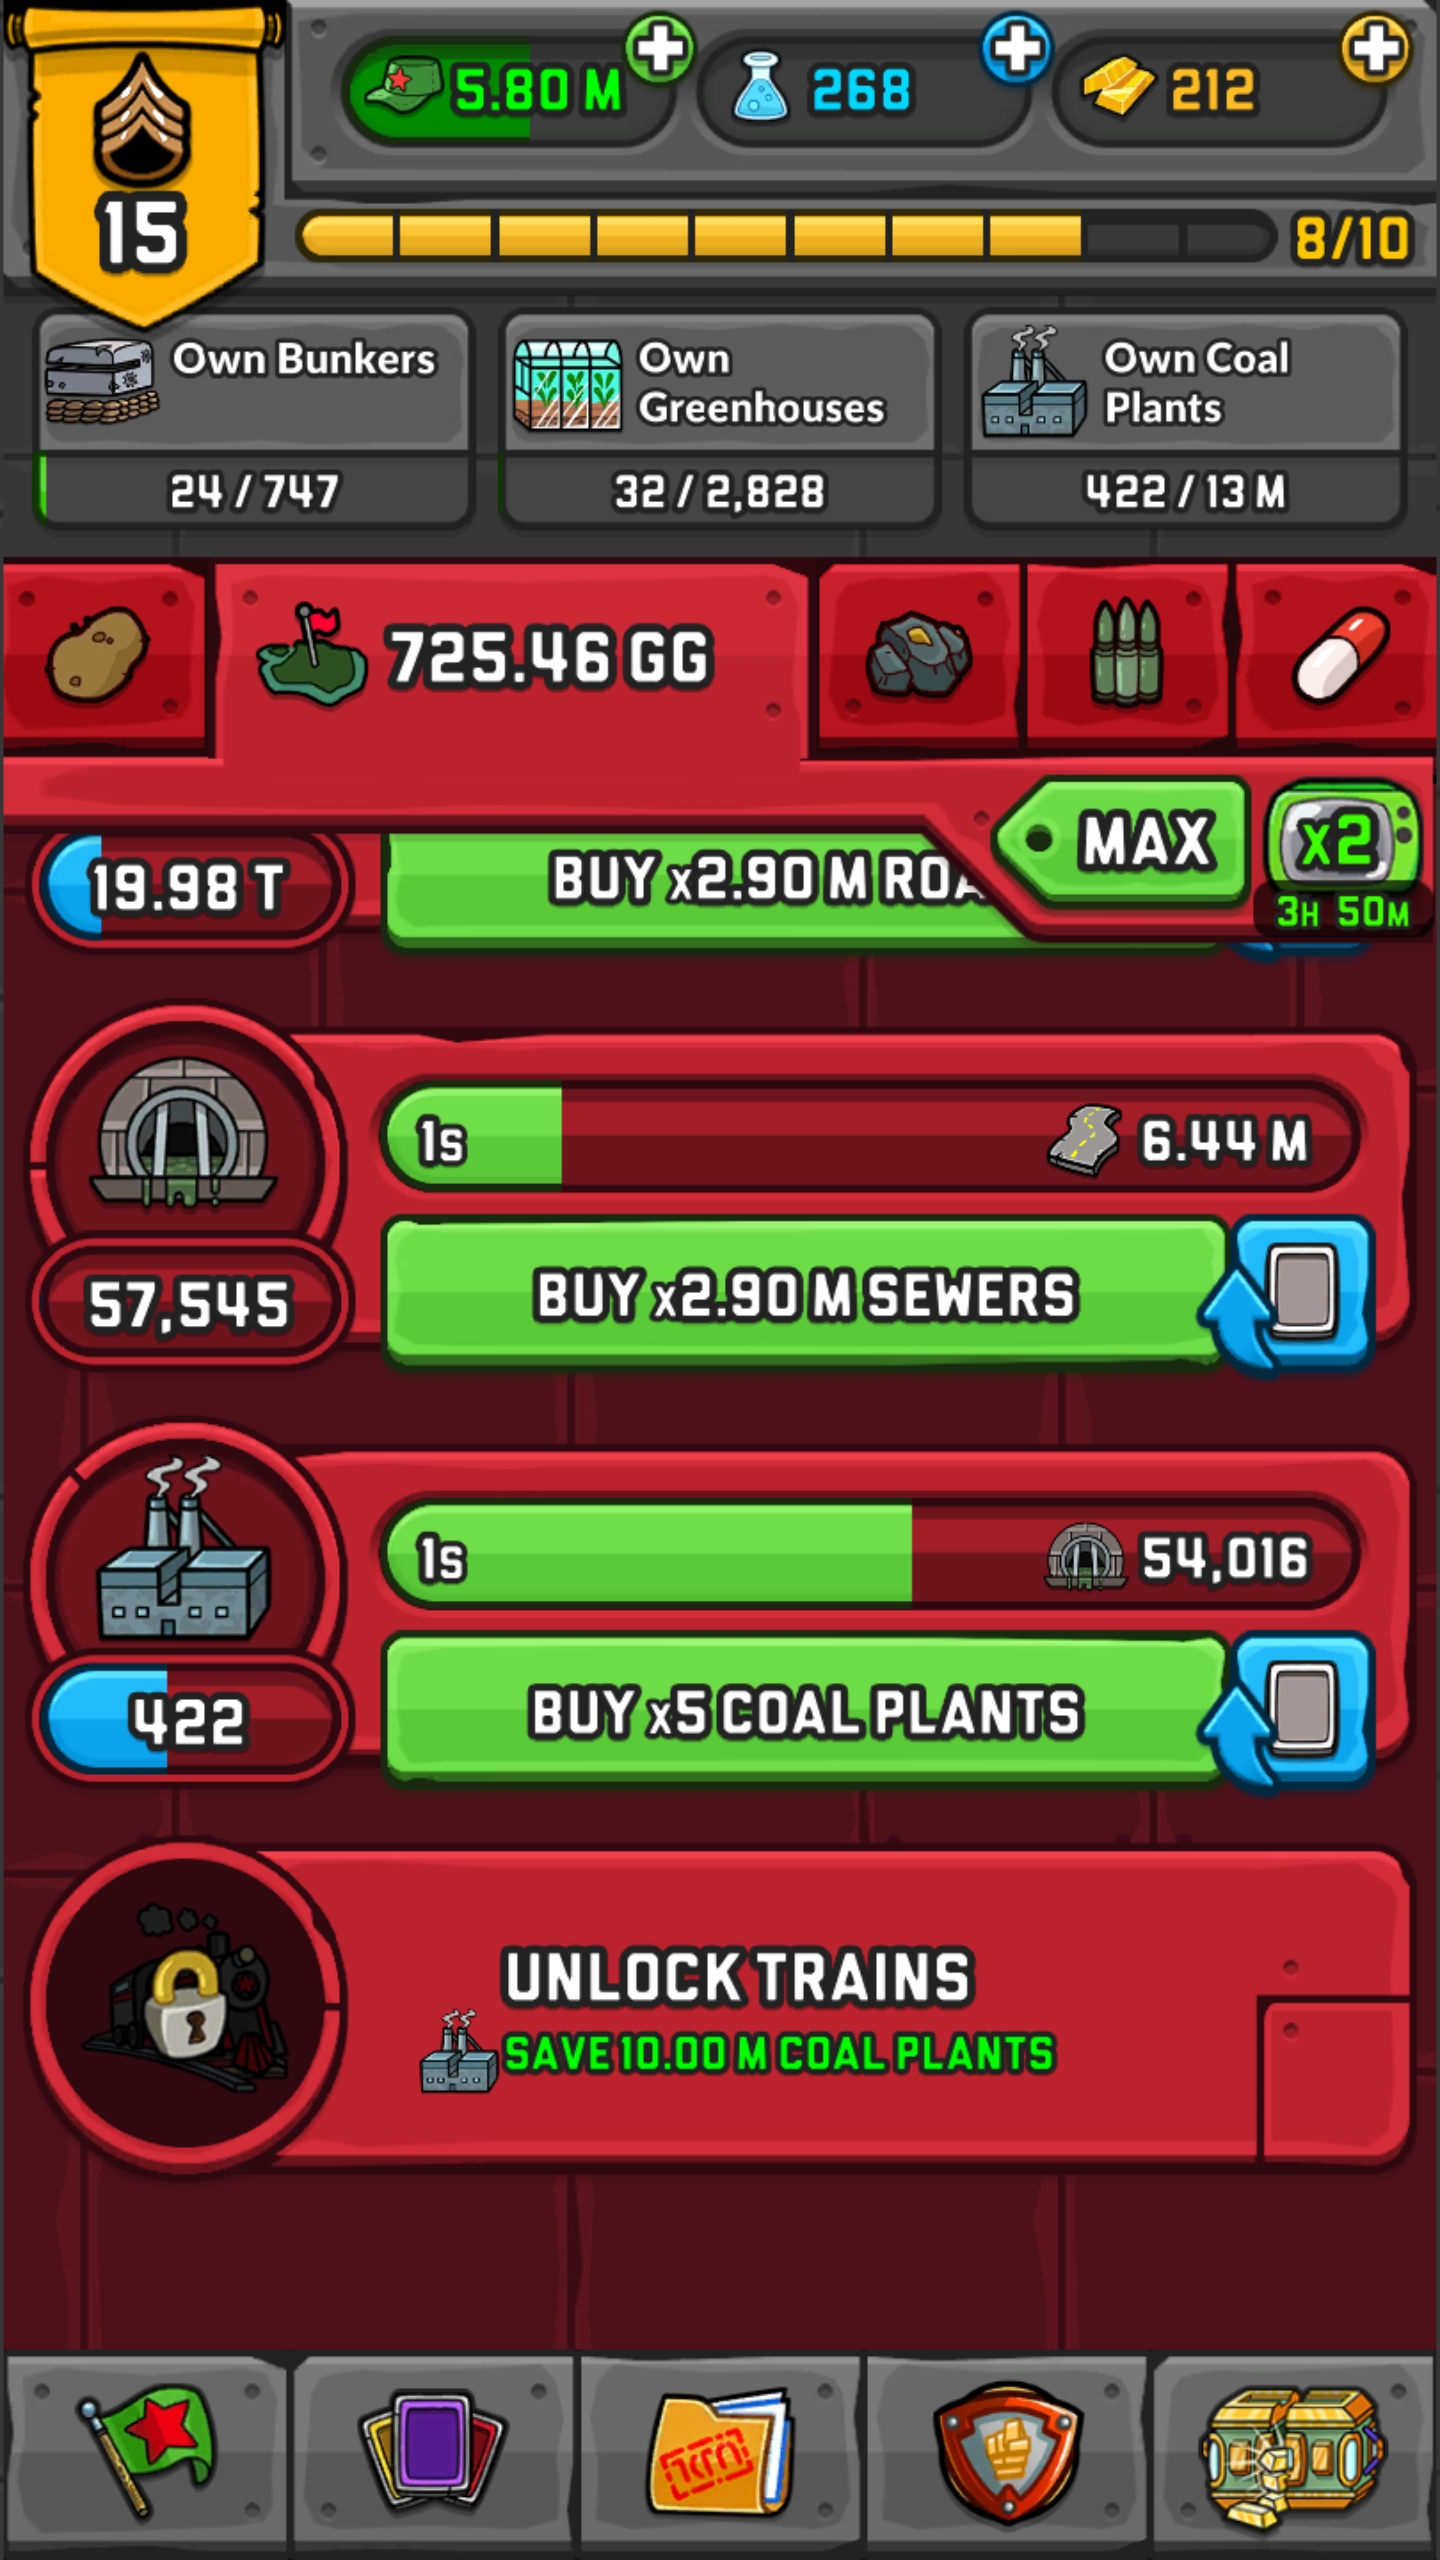 5.80 M
268
212
15
8/10
Own Bunkers
24 / 747
Own
Greenhouses
32 / 2,828
Own Coal
Plants
422 / 13 M
725.46 GG
MAX
x2
3H 50M
19.98 T
BUY x2.90 M ROA
1s
6.44 M
57,545
BUY x2.90 M SEWERS
1s
54,016
422
BUY x5 COAL PLANTS
UNLOCK TRAINS
SAVE 10.00 M COAL PLANTS